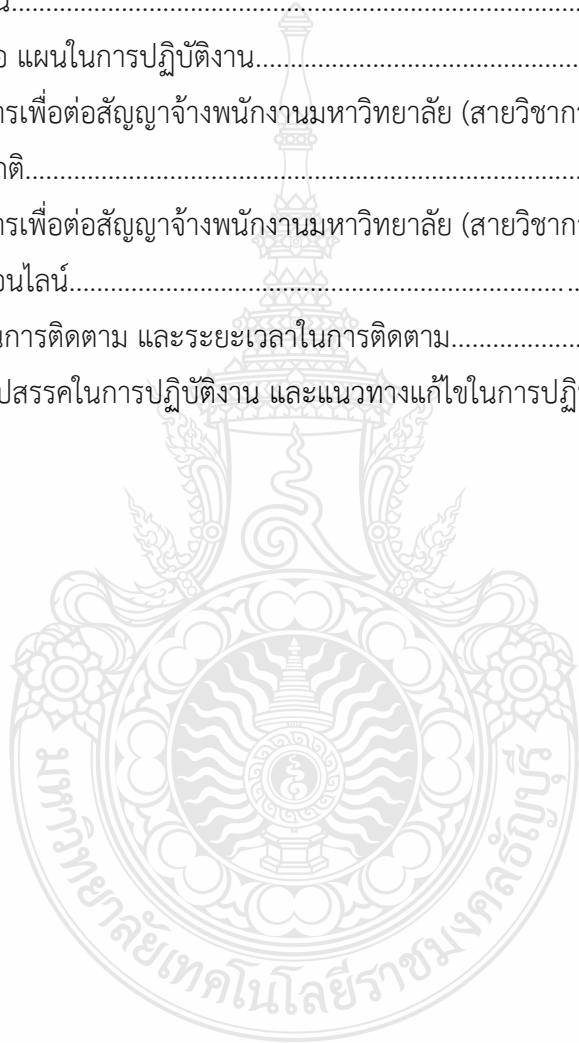 น......................................................................................................
อ แผนในการปฏิบัติงาน..........................................................
ารเพื่อต่อสัญญาจ้างพนักงานมหาวิทยาลัย (สายวิชากา
าติ....................................................................................................
ารเพื่อต่อสัญญาจ้างพนักงานมหาวิทยาลัย (สายวิชากา
อนไลน์..............................................................................
นการติดตาม และระยะเวลาในการติดตาม.......................
ปสรรคในการปฏิบัติงาน และแนวทางแก้ไขในการปฏิบ
มหาวิทยาลัยเทคโนโลยีราชมงคลธัญบุรี